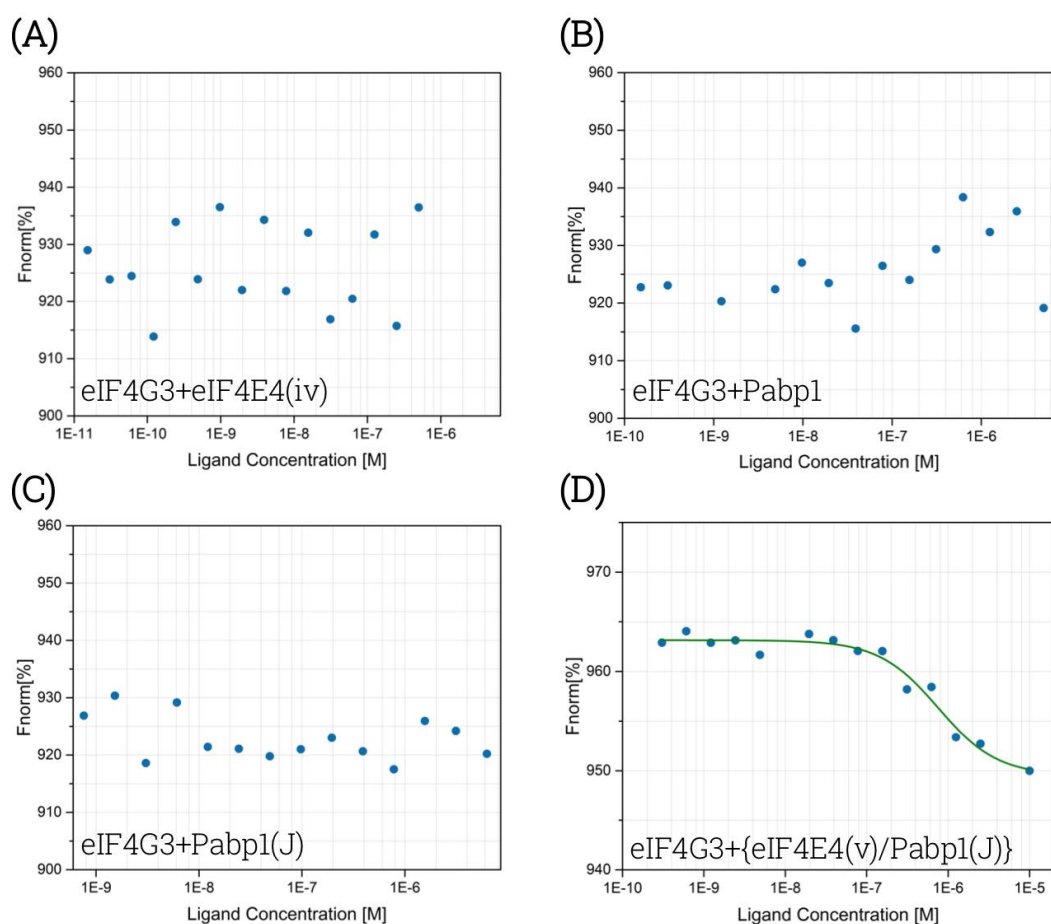 (A)
960
950
940
930
920
910
900
Fnorm[%]
eIF4G3+eIF4E4(iv)
1E-11 1E-10 1E-9 1E-8 1E-7 1E-6
Ligand Concentration [M]
(B)
960
950
940
930
920
910
900
Fnorm[%]
eIF4G3+Pabp1
1E-10 1E-9 1E-8 1E-7 1E-6
Ligand Concentration [M]
(C)
960
950
940
930
920
910
900
Fnorm[%]
eIF4G3+Pabp1(J)
1E-9 1E-8 1E-7 1E-6
Ligand Concentration [M]
(D)
970
960
950
940
Fnorm[%]
eIF4G3+{eIF4E4(v)/Pabp1(J)}
1E-10 1E-9 1E-8 1E-7 1E-6 1E-5
Ligand Concentration [M]